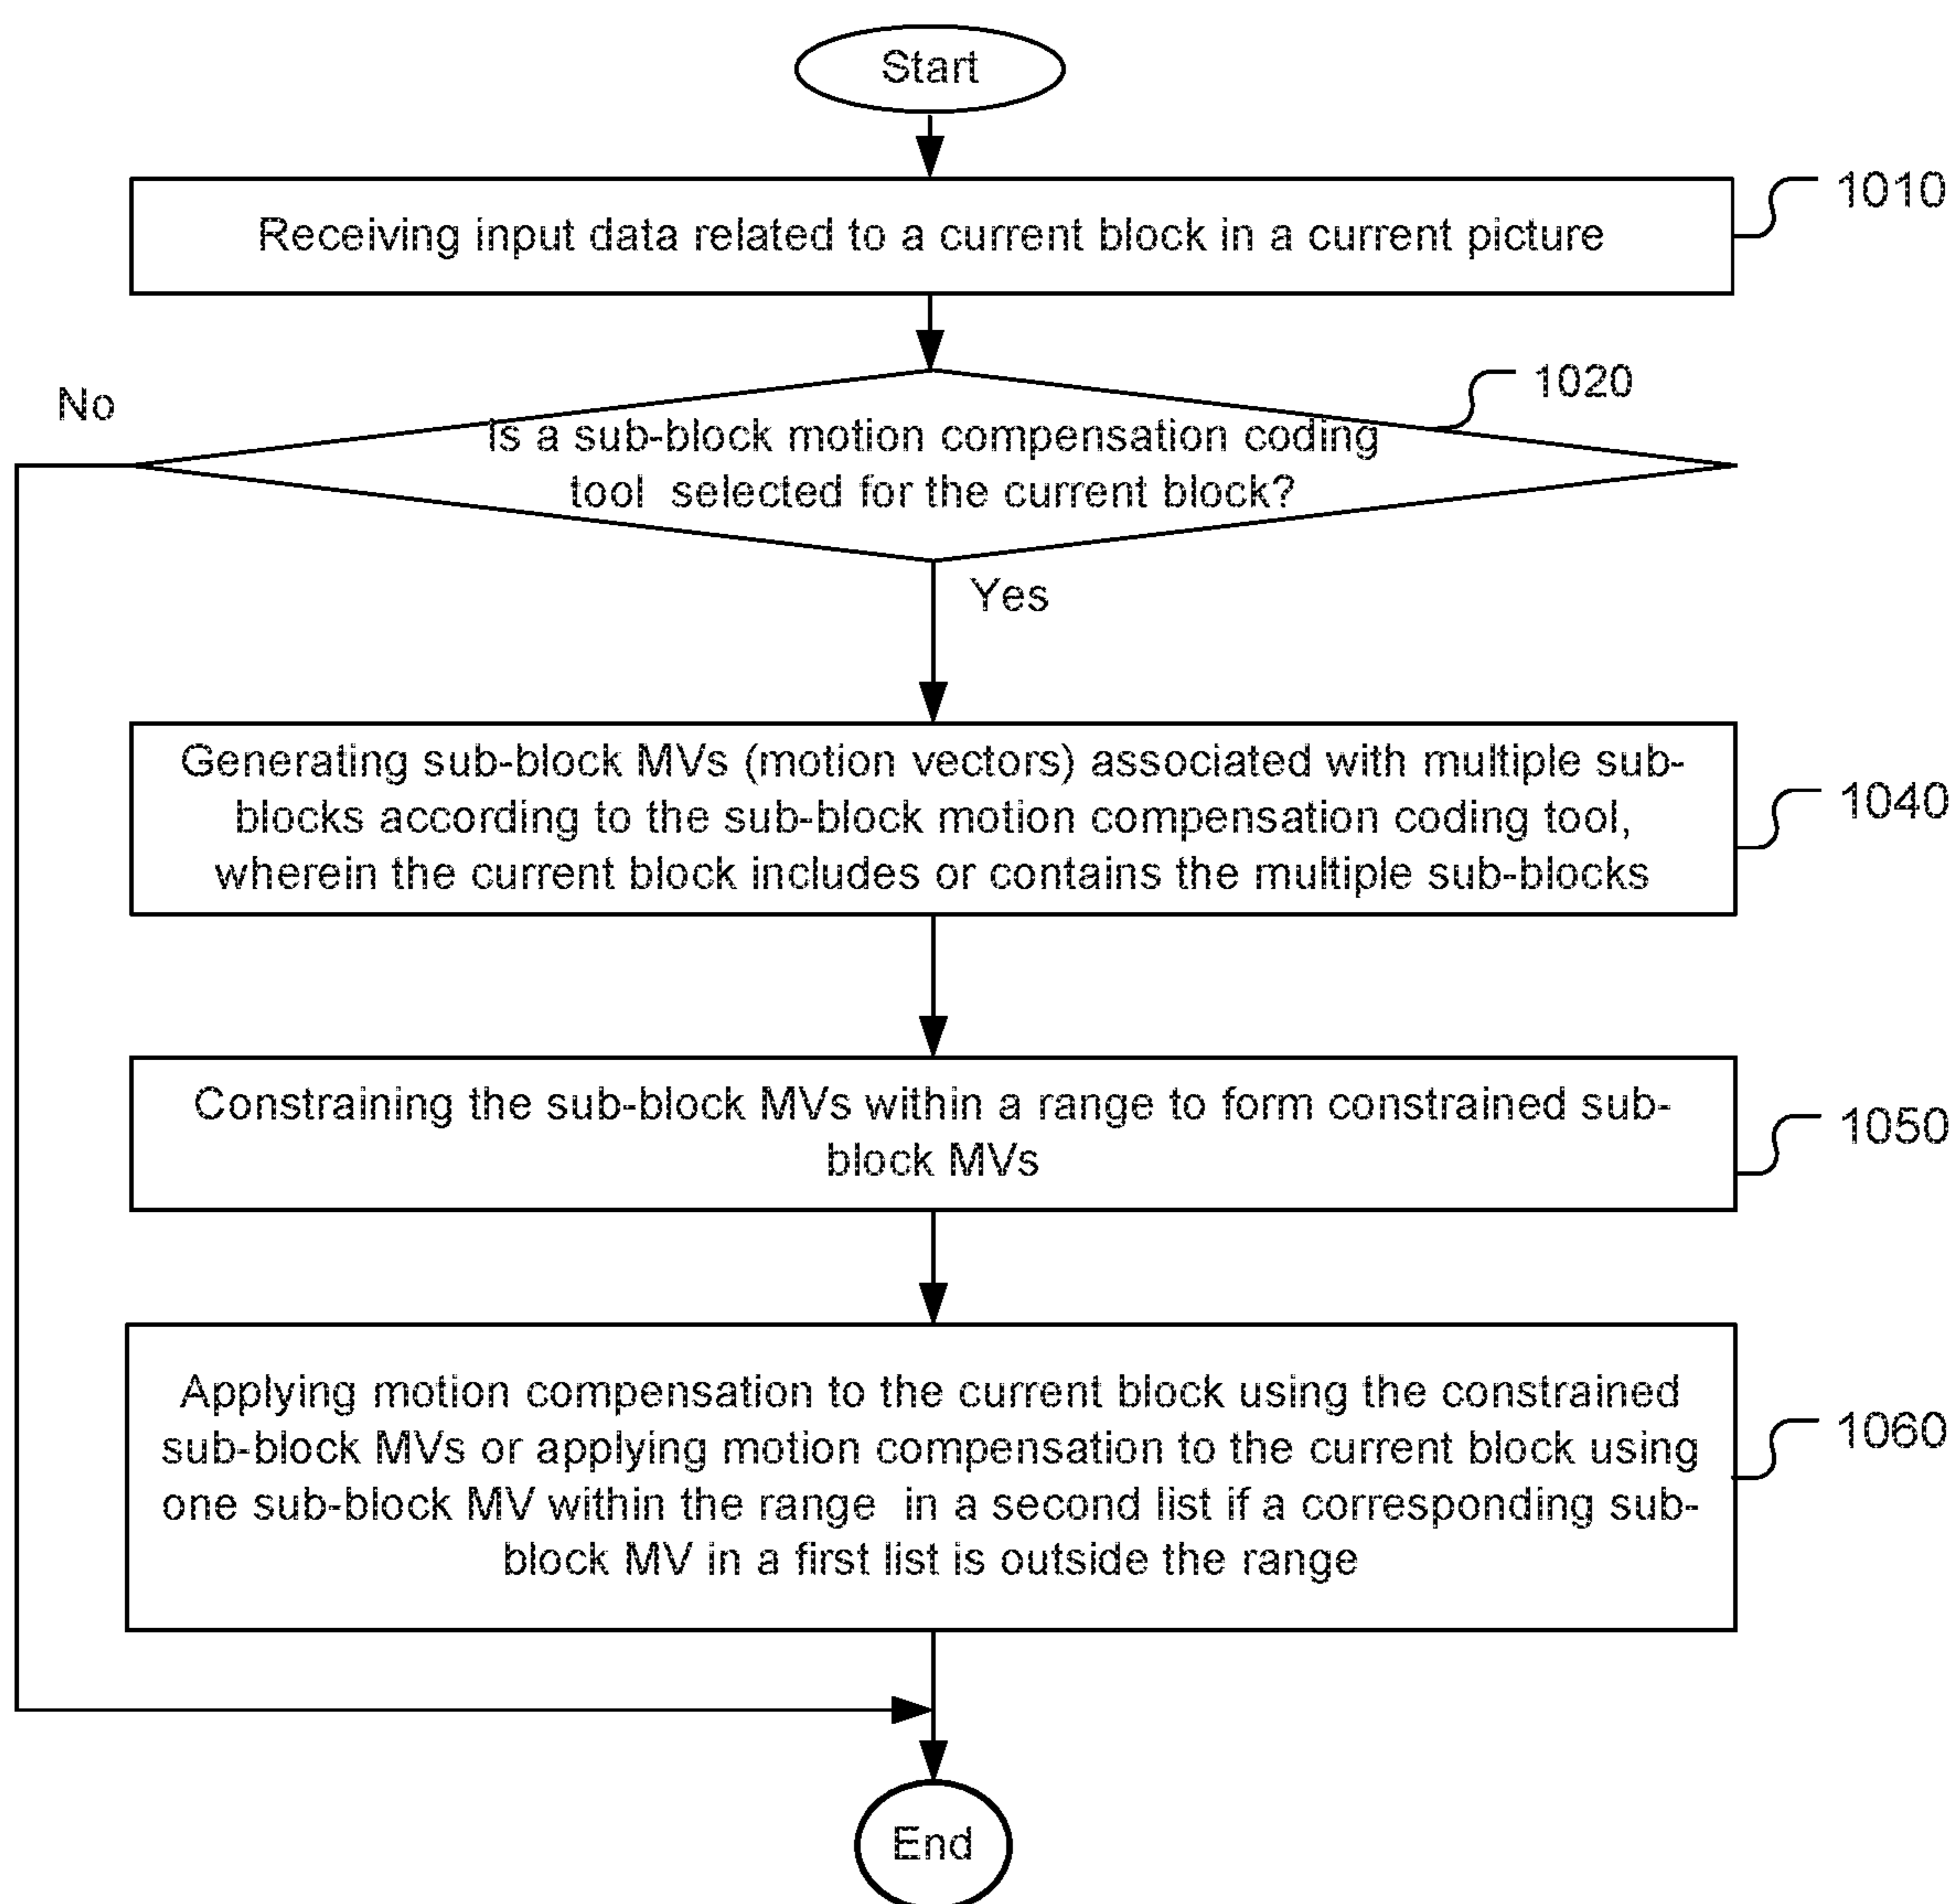 Start
Receiving input data related to a current block in a current picture
1010
No
1020
Is a sub-block motion compensation coding
tool selected for the current block?
Yes
Generating sub-block MVs (motion vectors) associated with multiple sub-
blocks according to the sub-block motion compensation coding tool,
wherein the current block includes or contains the multiple sub-blocks
1040
Constraining the sub-block MVs within a range to form constrained sub-
block MVs
1050
Applying motion compensation to the current block using the constrained
sub-block MVs or applying motion compensation to the current block using
one sub-block MV within the range in a second list if a corresponding sub-
block MV in a first list is outside the range
1060
End